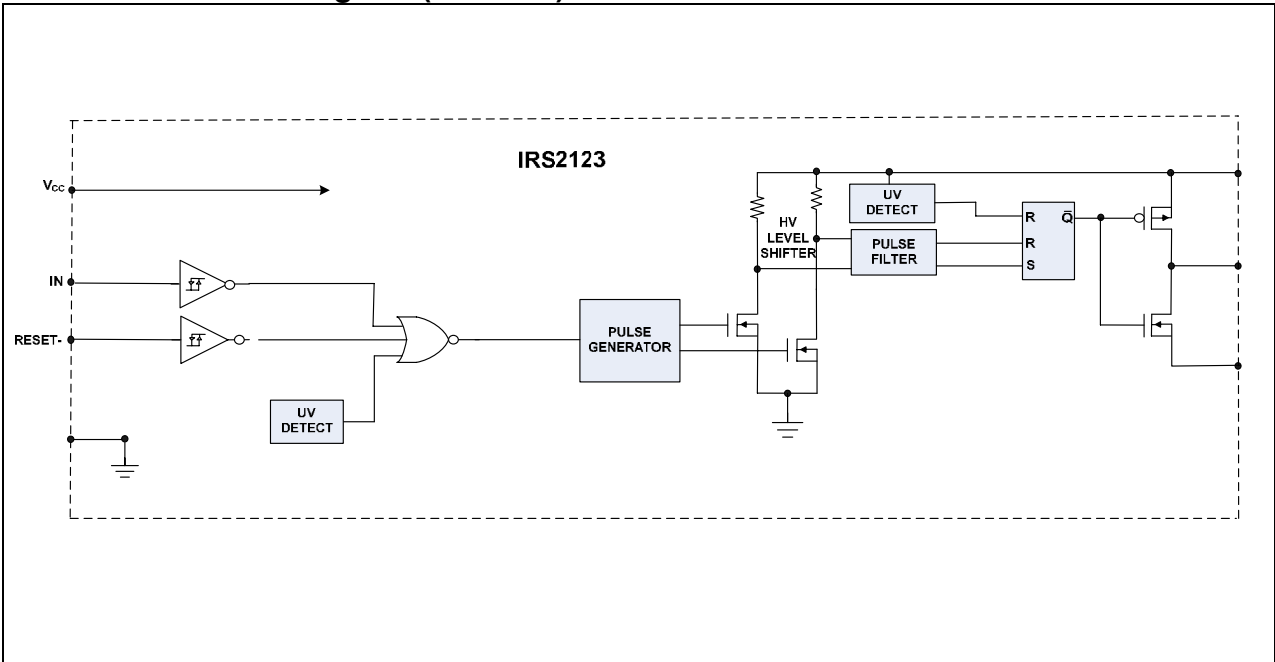 IRS2123
VCC
IN
RESET-
UV
DETECT
PULSE
GENERATOR
HV
LEVEL
SHIFTER
UV
DETECT
PULSE
FILTER
R
R
S
Q̅